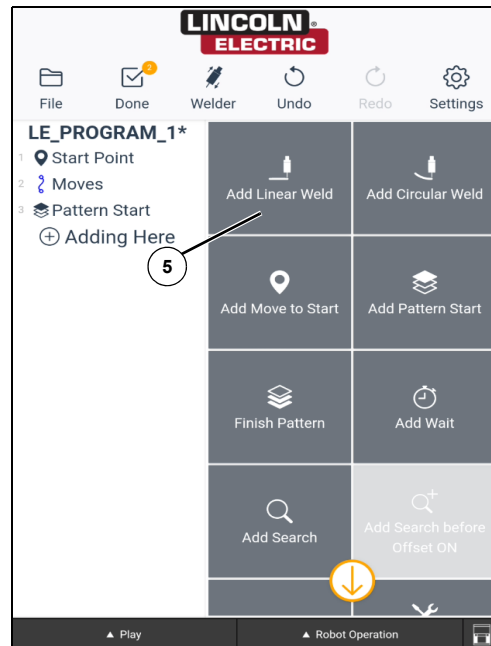 LINCOLN ®
ELECTRIC
2
File Done Welder Undo Redo Settings
LE_PROGRAM_1*
1 Start Point
2 Moves
3 Pattern Start
Adding Here
5
Add Linear Weld
Add Circular Weld
Add Move to Start
Add Pattern Start
Finish Pattern
Add Wait
Add Search
Add Search before
Offset ON
▲ Play
▲ Robot Operation